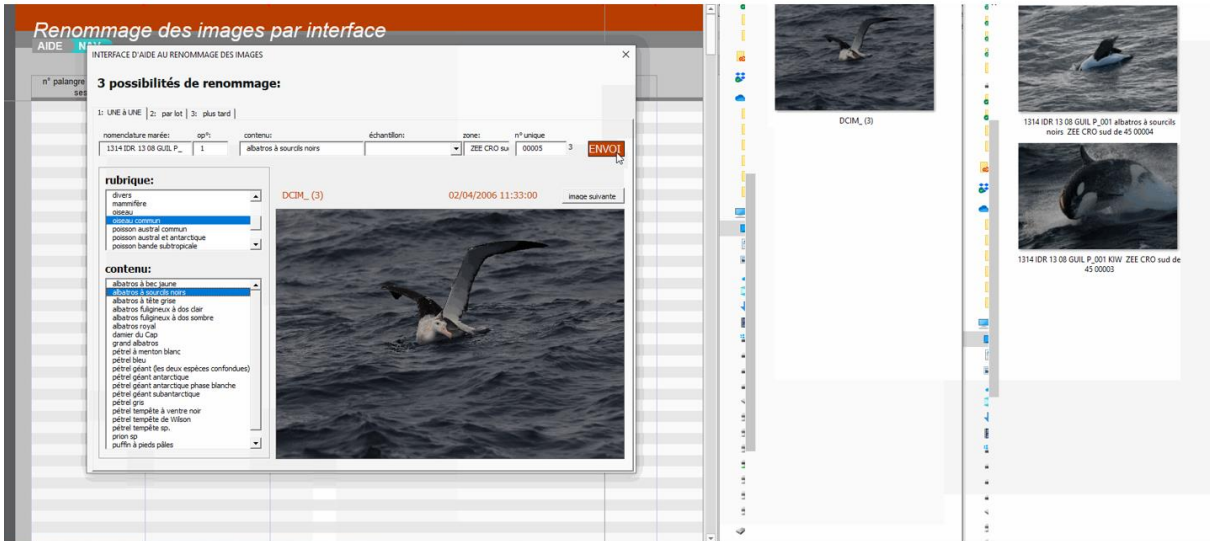 Renommage des images par interface
AIDE
INTERFACE D'AIDE AU RENOMMAGE DES IMAGES
n° palangre
3 possibilités de renommage:
1: UNE à UNE 2: par lot 3: plus tard
nomenclature marée: op°: contenu: échantillon: zone: n° unique
1314 IDR 13 08 GUIL P_ 1 albatros à sourcils noirs ZEE CRO su 00005 3 ENVOI
rubrique:
divers
mammifère
oiseau
oiseau commun
poisson austral commun
poisson austral et antarctique
poisson bande subtropicale
DCIM_ (3) 02/04/2006 11:33:00 image suivante
contenu:
albatros à bec jaune
albatros à sourcils noirs
albatros à tête grise
albatros fuligineux à dos clair
albatros fuligineux à dos sombre
albatros royal
damier du Cap
grand albatros
pétrel à menton blanc
pétrel bleu
pétrel géant (les deux espèces confondues)
pétrel géant antarctique
pétrel géant antarctique phase blanche
pétrel géant subantarctique
pétrel gris
pétrel tempête à ventre noir
pétrel tempête de Wilson
pétrel tempête sp.
prion sp
puffin à pieds pâles
DCIM_ (3)
1314 IDR 13 08 GUIL P_001 albatros à sourcils
noirs ZEE CRO sud de 45 00004
1314 IDR 13 08 GUIL P_001 KIW ZEE CRO sud de
45 00003